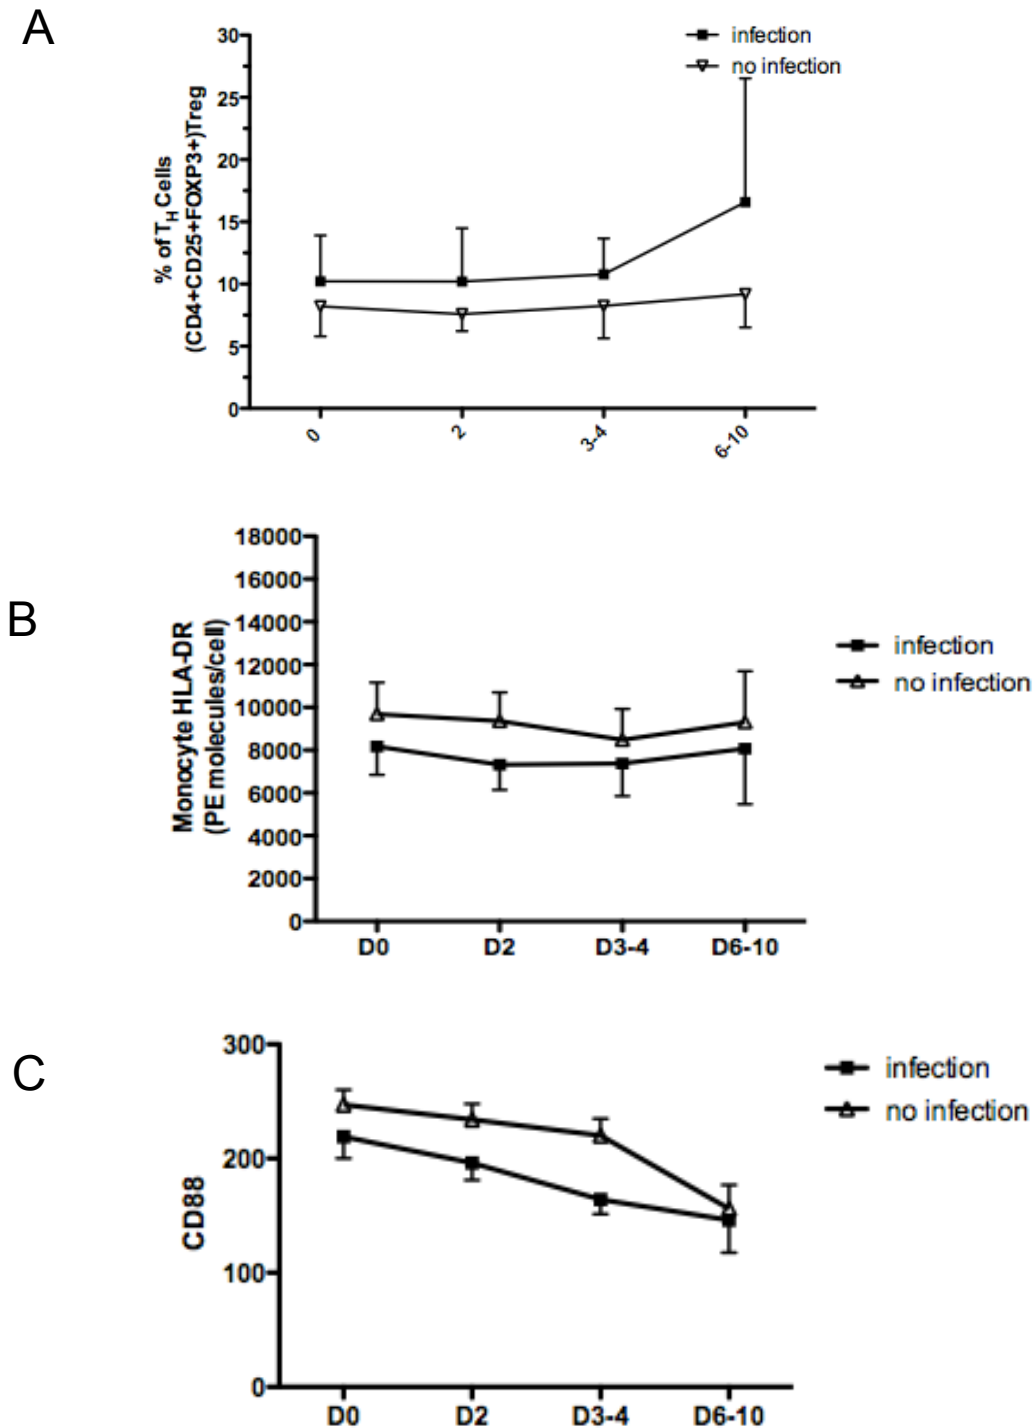 A
30
25
20
15
10
5
0
% of TH Cells
(CD4+CD25+FOXP3+)Treg
infection
no infection
0
2
3-4
6-10
B
18000
16000
14000
12000
10000
8000
6000
4000
2000
0
Monocyte HLA-DR
(PE molecules/cell)
infection
no infection
D0
D2
D3-4
D6-10
C
300
200
100
0
CD88
infection
no infection
D0
D2
D3-4
D6-10